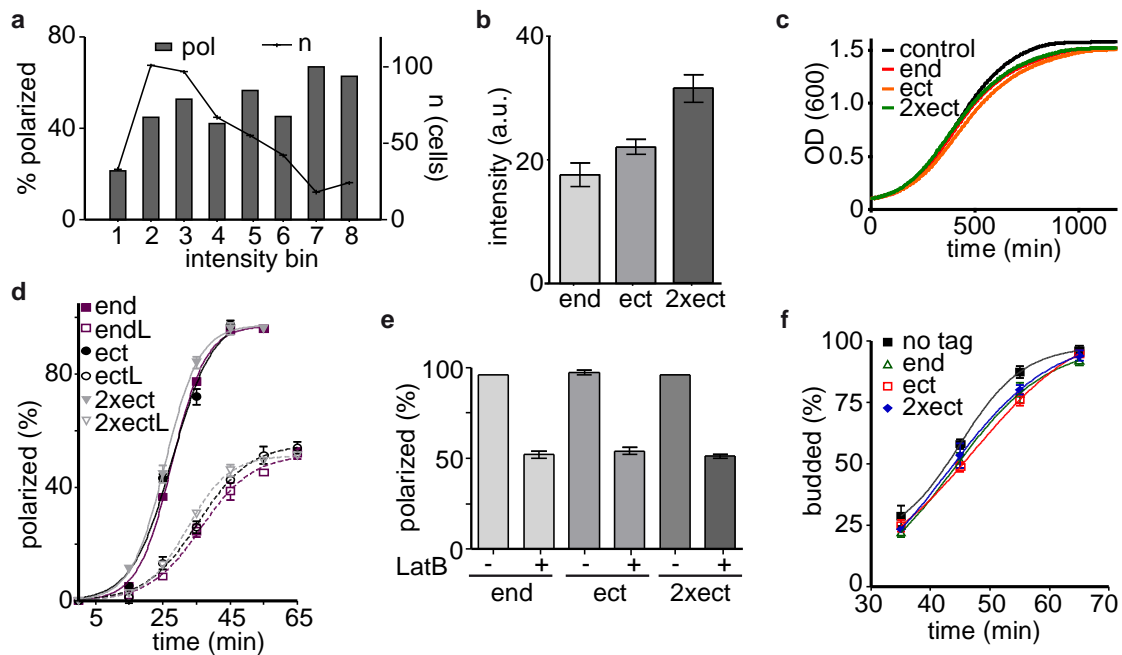 a
80
40
0
% polarized
pol
n
100
50
0
n (cells)
1 2 3 4 5 6 7 8
intensity bin
b
40
20
0
intensity (a.u.)
end ect 2xect
c
1.5
1.0
0.5
0
OD (600)
control
end
ect
2xect
0 500 1000
time (min)
d
80
40
0
polarized (%)
end
endL
ect
ectL
2xect
2xectL
5 25 45 65
time (min)
e
100
50
0
polarized (%)
LatB - + - + - +
end ect 2xect
f
100
50
25
0
budded (%)
no tag
end
ect
2xect
30 50 70
time (min)